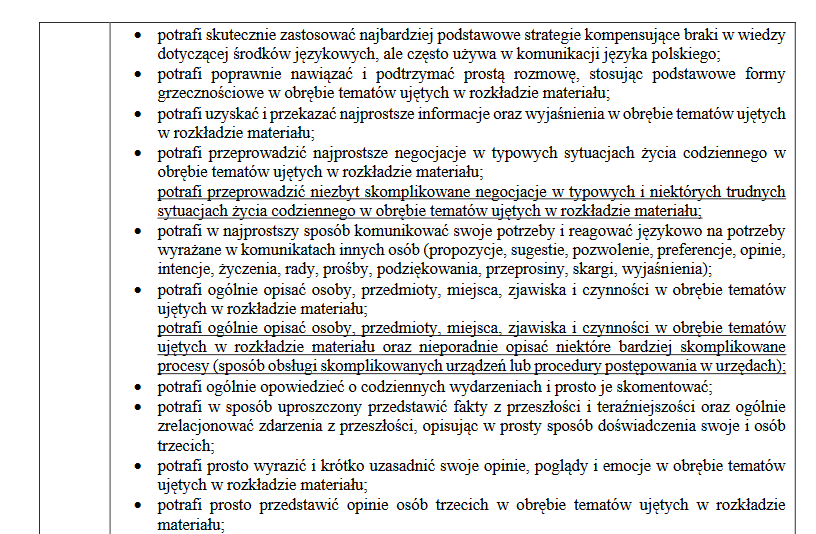 • potrafi skutecznie zastosować najbardziej podstawowe strategie kompensujące braki w wiedzy
dotyczącej środków językowych, ale często używa w komunikacji języka polskiego;
• potrafi poprawnie nawiązać i podtrzymać prostą rozmowę, stosując podstawowe formy
grzecznościowe w obrębie tematów ujętych w rozkładzie materiału;
• potrafi uzyskać i przekazać najprostsze informacje oraz wyjaśnienia w obrębie tematów ujętych
w rozkładzie materiału;
• potrafi przeprowadzić najprostsze negocjacje w typowych sytuacjach życia codziennego w
obrębie tematów ujętych w rozkładzie materiału;
potrafi przeprowadzić niezbyt skomplikowane negocjacje w typowych i niektórych trudnych
sytuacjach życia codziennego w obrębie tematów ujętych w rozkładzie materiału;
• potrafi w najprostszy sposób komunikować swoje potrzeby i reagować językowo na potrzeby
wyrażane w komunikatach innych osób (propozycje, sugestie, pozwolenie, preferencje, opinie,
intencje, życzenia, rady, prośby, podziękowania, przeprosiny, skargi, wyjaśnienia);
• potrafi ogólnie opisać osoby, przedmioty, miejsca, zjawiska i czynności w obrębie tematów
ujętych w rozkładzie materiału;
potrafi ogólnie opisać osoby, przedmioty, miejsca, zjawiska i czynności w obrębie tematów
ujętych w rozkładzie materiału oraz nieporadnie opisać niektóre bardziej skomplikowane
procesy (sposób obsługi skomplikowanych urządzeń lub procedury postępowania w urzędach);
• potrafi ogólnie opowiedzieć o codziennych wydarzeniach i prosto je skomentować;
• potrafi w sposób uproszczony przedstawić fakty z przeszłości i teraźniejszości oraz ogólnie
zrelacjonować zdarzenia z przeszłości, opisując w prosty sposób doświadczenia swoje i osób
trzecich;
• potrafi prosto wyrazić i krótko uzasadnić swoje opinie, poglądy i emocje w obrębie tematów
ujętych w rozkładzie materiału;
• potrafi prosto przedstawić opinie osób trzecich w obrębie tematów ujętych w rozkładzie
materiału;